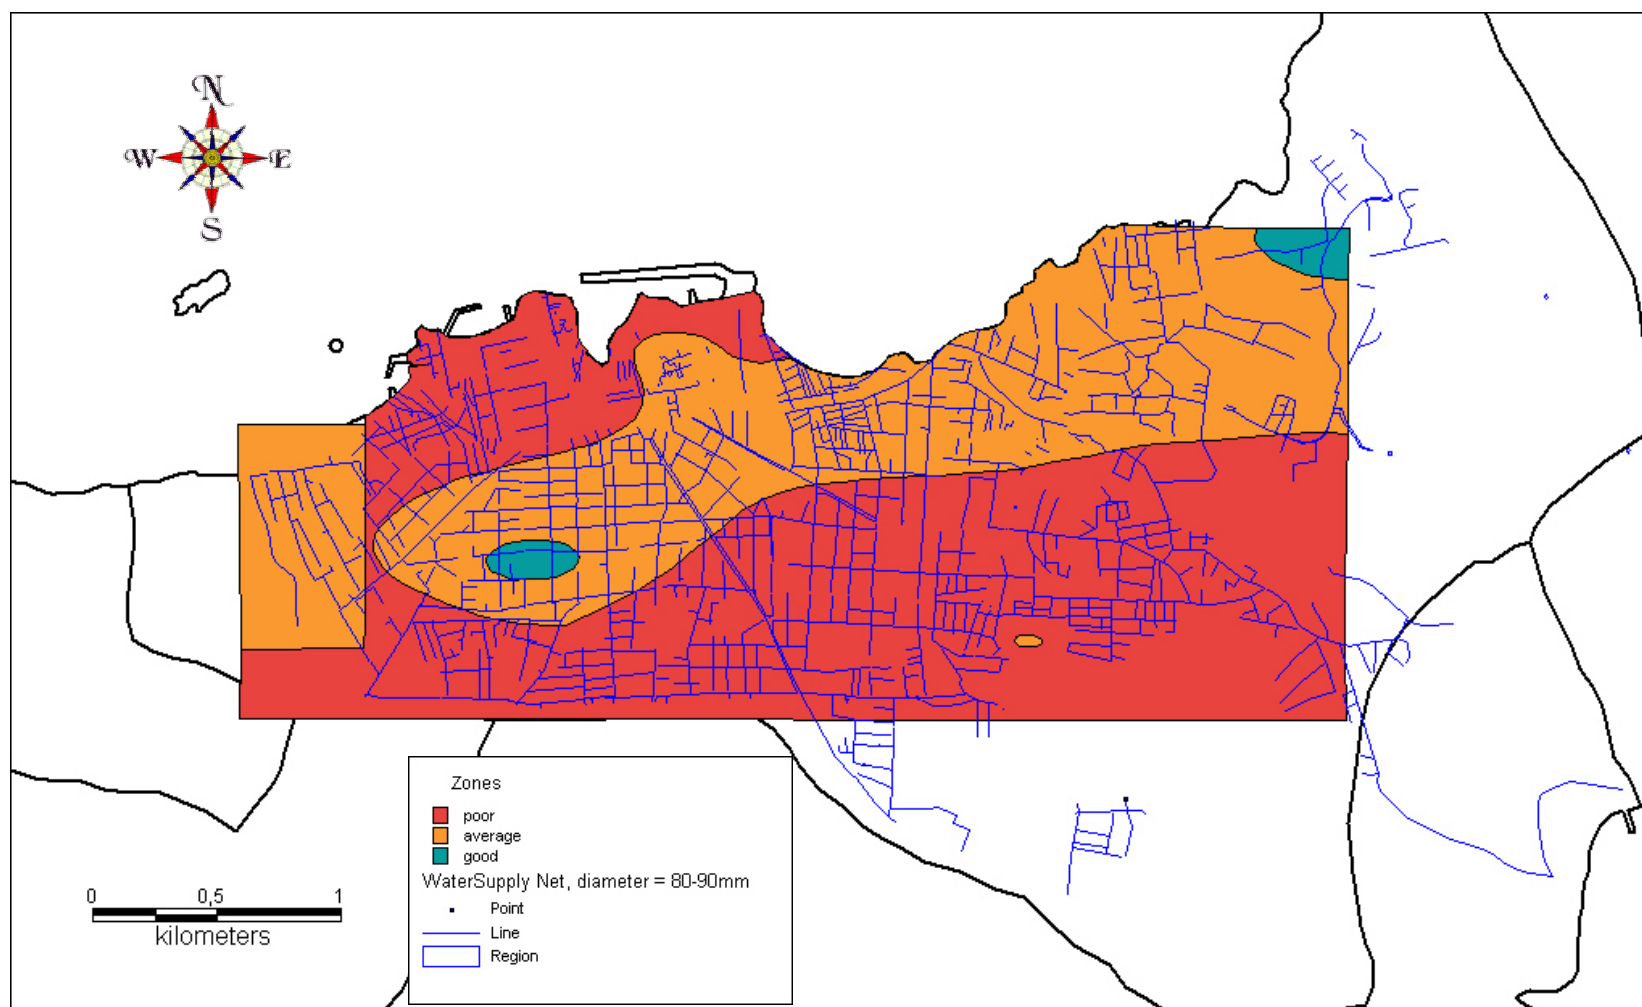 N
W E
S
Zones
poor
average
good
WaterSupply Net, diameter = 80-90mm
Point
Line
Region
0 0,5 1
kilometers